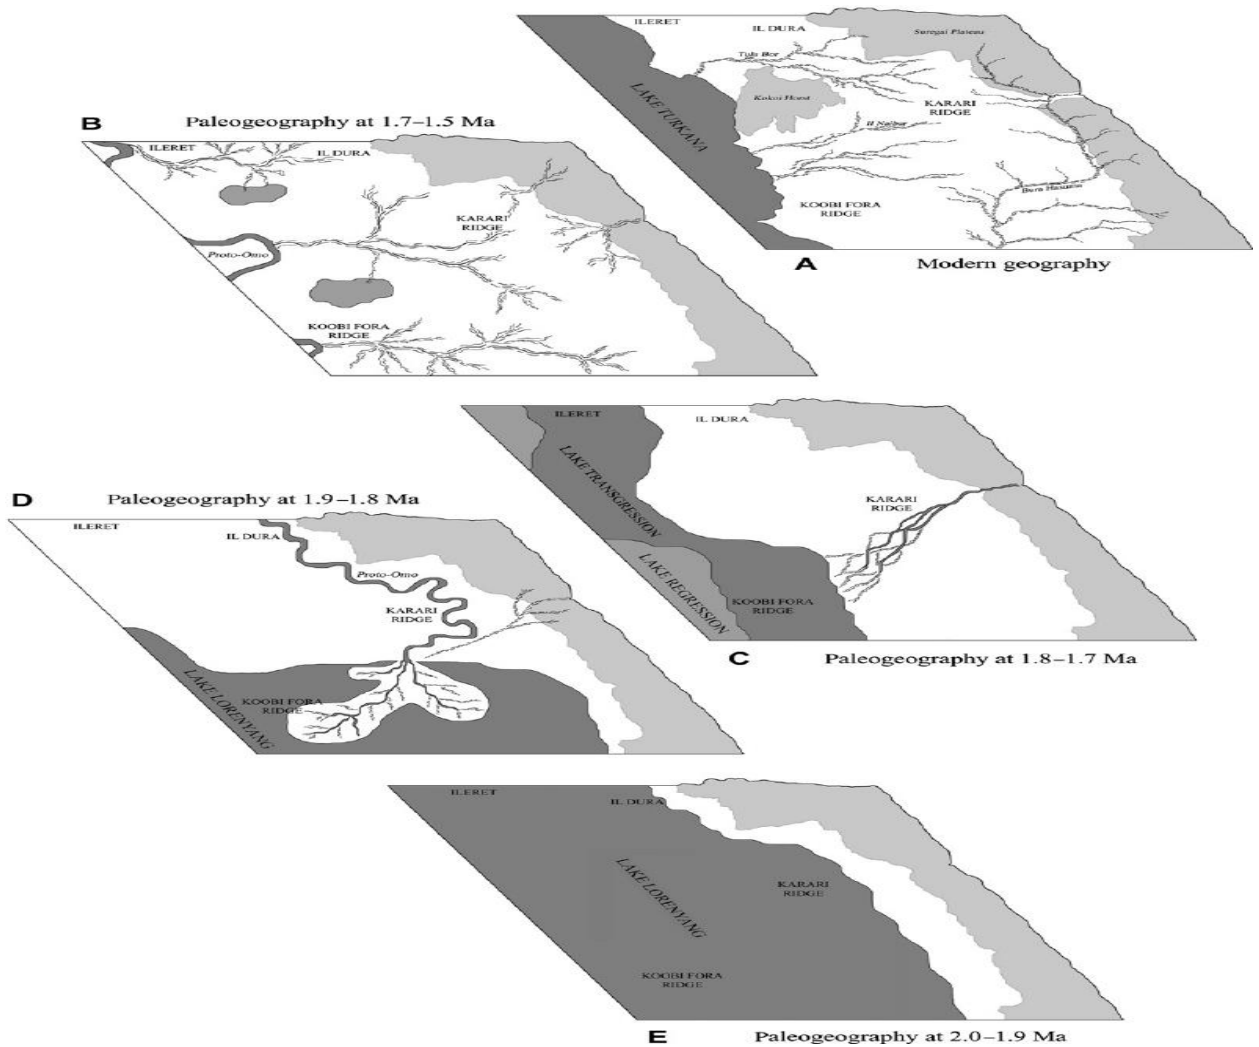 ILERET
IL DURA
Suregai Plateau
Tulu Bor
Kokoi Horst
LAKE TURKANA
KARARI
RIDGE
Il Naibar
Bura Hasuma
KOOBI FORA
RIDGE
A Modern geography
B Paleogeography at 1.7–1.5 Ma
ILERET
IL DURA
KARARI
RIDGE
Proto-Omo
KOOBI FORA
RIDGE
ILERET
IL DURA
LAKE TRANSGRESSION
KARARI
RIDGE
LAKE REGRESSION
KOOBI FORA
RIDGE
C Paleogeography at 1.8–1.7 Ma
D Paleogeography at 1.9–1.8 Ma
ILERET
IL DURA
Proto-Omo
KARARI
RIDGE
LAKE LORENYANG
KOOBI FORA
RIDGE
ILERET
IL DURA
LAKE LORENYANG
KARARI
RIDGE
KOOBI FORA
RIDGE
E Paleogeography at 2.0–1.9 Ma